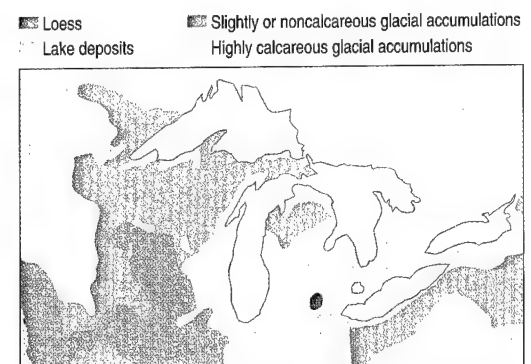 Loess
Slightly or noncalcareous glacial accumulations
Lake deposits
Highly calcareous glacial accumulations